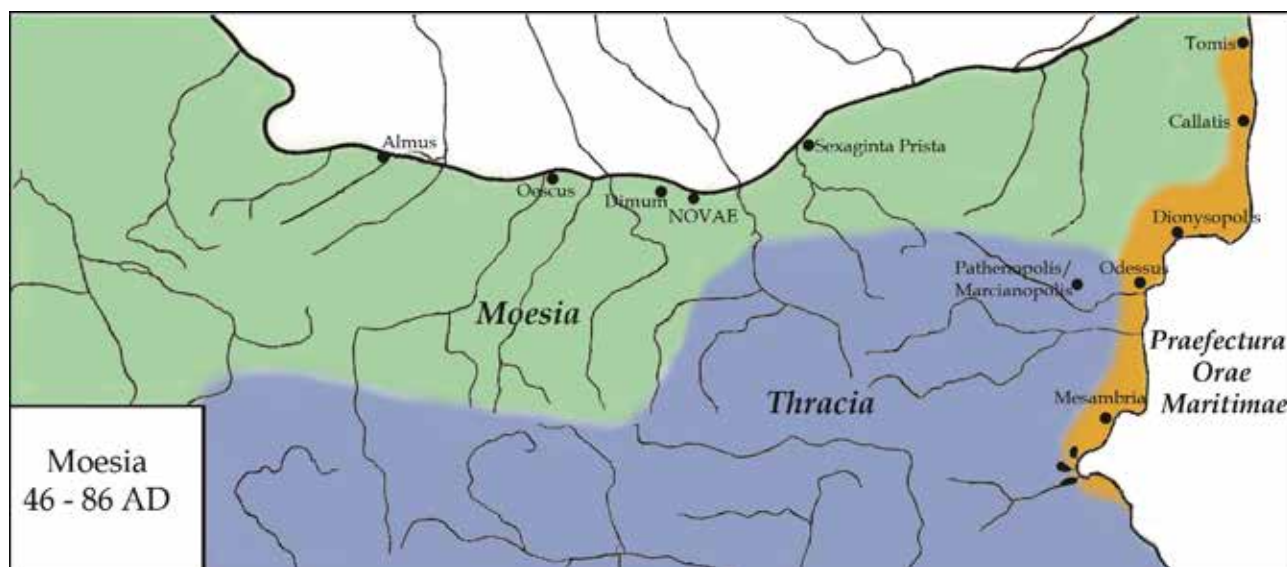 Tomis
Callatis
Almus
Sexaginta Prista
Oescus
Dimum
NOVAE
Dionysopolis
Pathenopolis/
Marcianopolis
Odessus
Moesia
Praefectura
Orae
Maritimae
Thracia
Mesambria
Moesia
46 - 86 AD